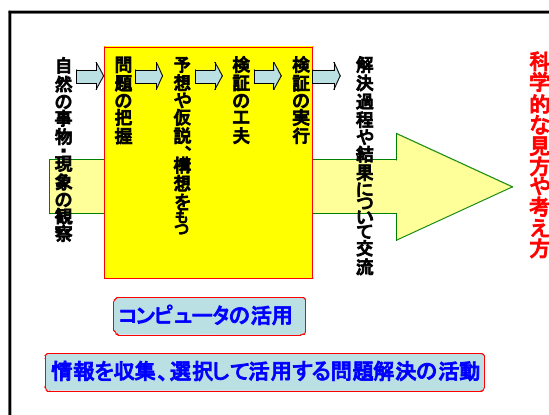 自然の事物・現象の観察
問題の把握
予想や仮説、構想をもつ
検証の工夫
検証の実行
解決過程や結果について交流
科学的な見方や考え方
コンピュータの活用
情報を収集、選択して活用する問題解決の活動